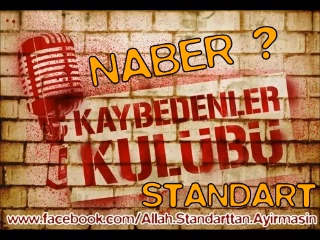 NABER ?
KAYBEDENLER
KULÜBÜ
STANDART
www.facebook.com/Allah.Standarttan.Ayirmasin